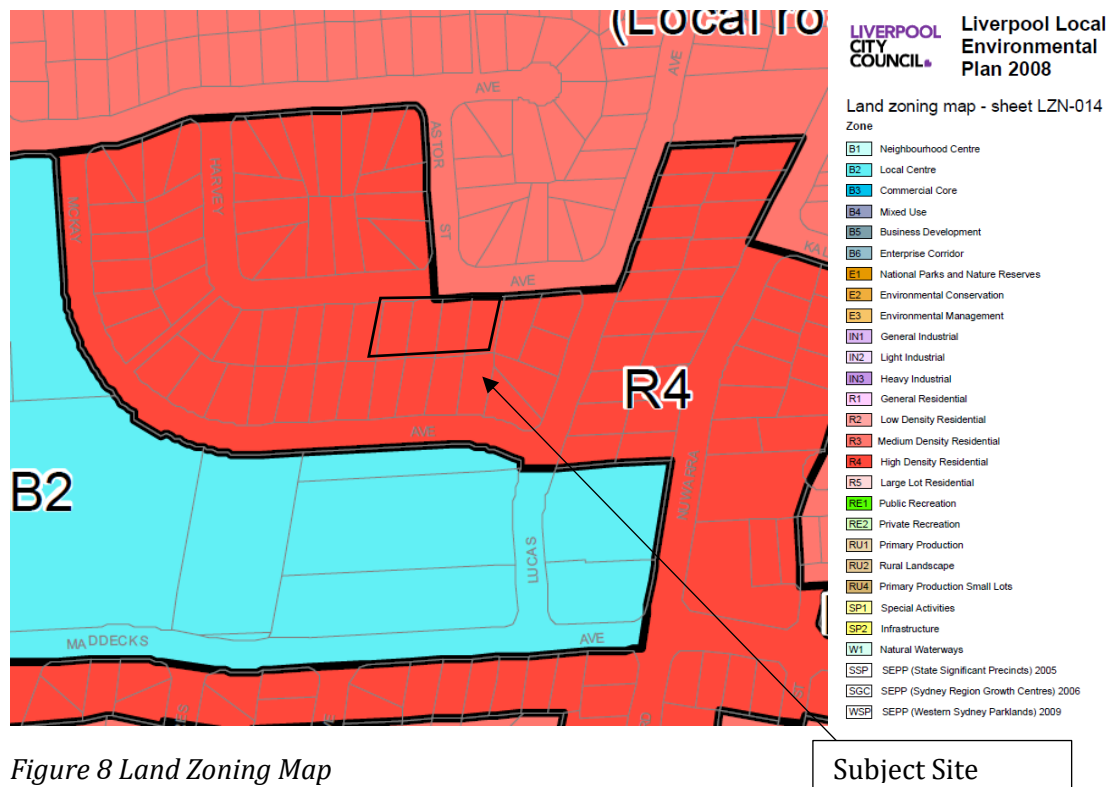 (Local ro
AVE
AVE
ASTOR
ST
HARVEY
MCKAY
AVE
KAL
R4
AVE
B2
NUWARRA
LUCAS
MADDECKS
AVE
LIVERPOOL
CITY
COUNCIL
Liverpool Local
Environmental
Plan 2008
Land zoning map - sheet LZN-014
Zone
B1 Neighbourhood Centre
B2 Local Centre
B3 Commercial Core
B4 Mixed Use
B5 Business Development
B6 Enterprise Corridor
E1 National Parks and Nature Reserves
E2 Environmental Conservation
E3 Environmental Management
IN1 General Industrial
IN2 Light Industrial
IN3 Heavy Industrial
R1 General Residential
R2 Low Density Residential
R3 Medium Density Residential
R4 High Density Residential
R5 Large Lot Residential
RE1 Public Recreation
RE2 Private Recreation
RU1 Primary Production
RU2 Rural Landscape
RU4 Primary Production Small Lots
SP1 Special Activities
SP2 Infrastructure
W1 Natural Waterways
SSP SEPP (State Significant Precincts) 2005
SGC SEPP (Sydney Region Growth Centres) 2006
WSP SEPP (Western Sydney Parklands) 2009
Figure 8 Land Zoning Map
Subject Site